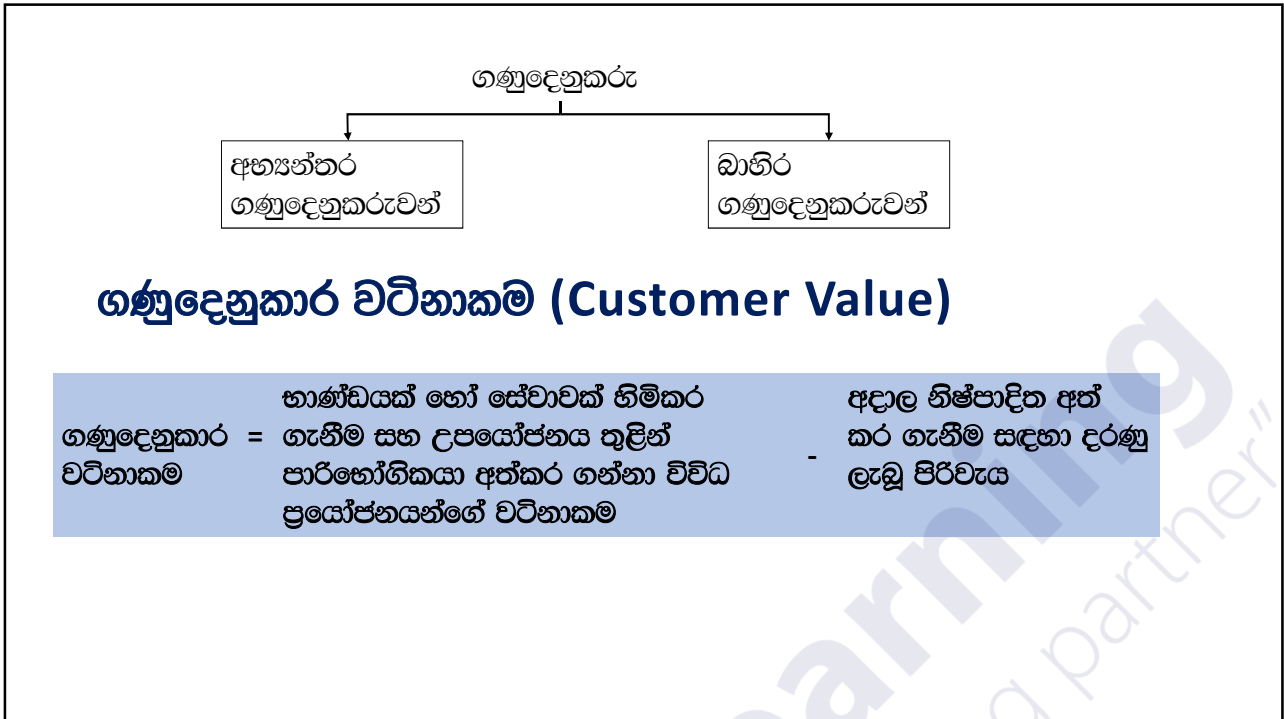 ගණුදෙනුකරු
අභ්‍යන්තර
ගණුදෙනුකරුවන්
බාහිර
ගණුදෙනුකරුවන්
ගණුදෙනුකාර වටිනාකම (Customer Value)
ගණුදෙනුකාර
වටිනාකම
=
භාණ්ඩයක් හෝ සේවාවක් හිමිකර
ගැනීම සහ උපයෝජනය තුළින්
පාරිභෝගිකයා අත්කර ගන්නා විවිධ
ප්‍රයෝජනයන්ගේ වටිනාකම
-
අදාල නිෂ්පාදිත අත්
කර ගැනීම සඳහා දරණු
ලැබූ පිරිවැය
arning
g partner”